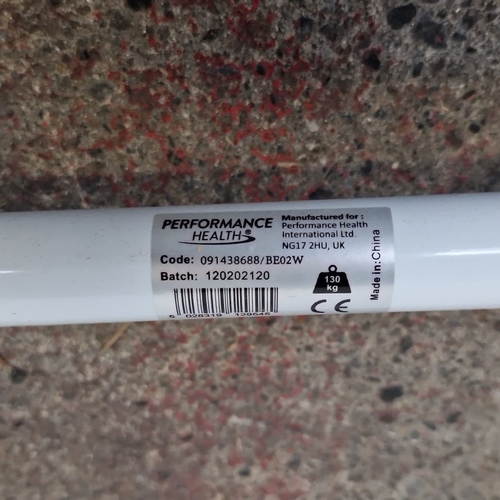 PERFORMANCE
HEALTH®
Manufactured for :
Performance Health
International Ltd.
NG17 2HU, UK
Code: 091438688/BE02W
Batch: 120202120
130
kg
CE
Made in:China